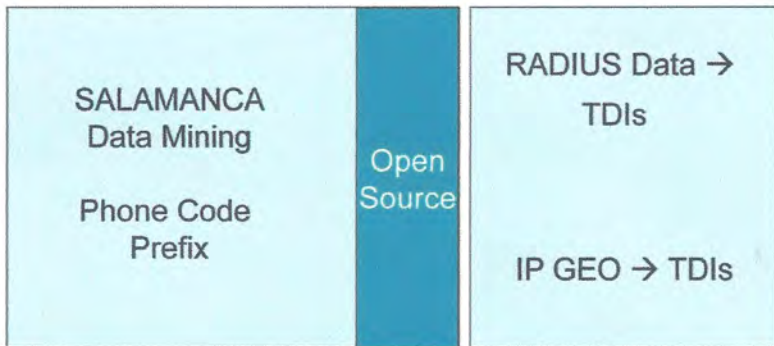 SALAMANCA
Data Mining
Phone Code
Prefix
Open
Source
RADIUS Data →
TDIs
IP GEO → TDIs